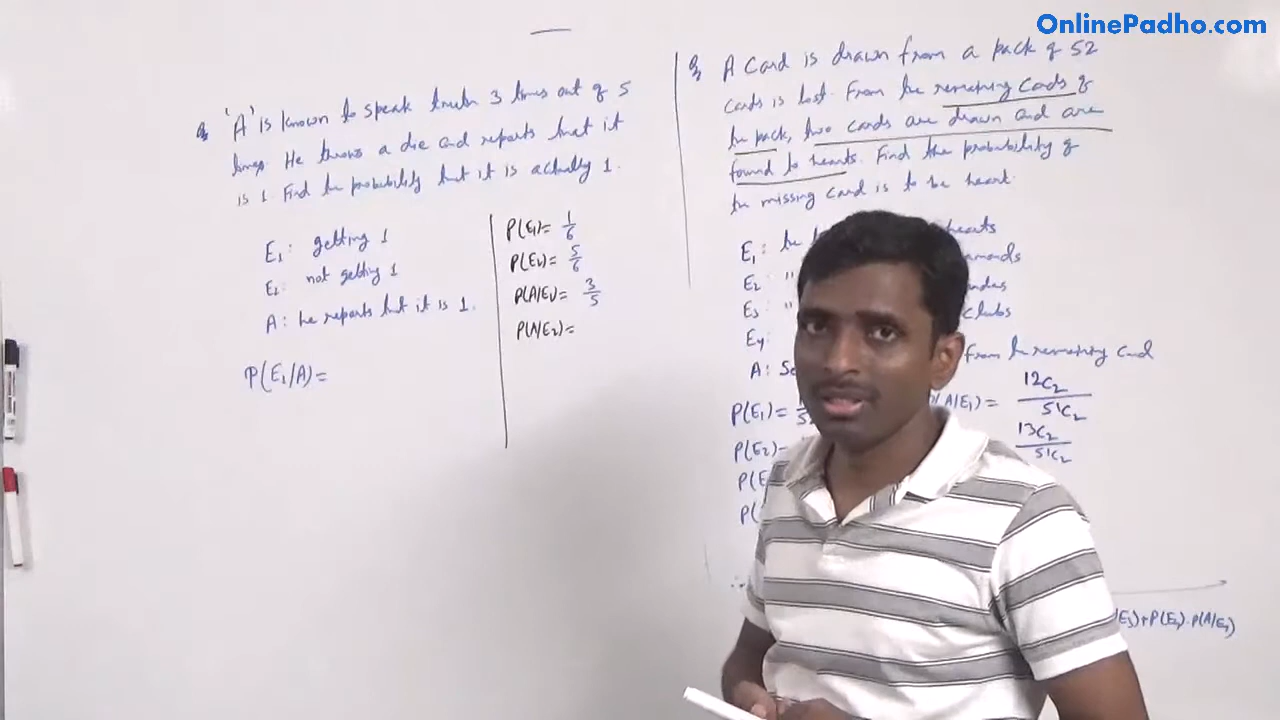 OnlinePadho.com
Q 'A' is known to speak truth 3 times out of 5
times. He throws a die and reports that it
is 1. Find the probability that it is actually 1.
E₁: getting 1
E₂: not getting 1
A: he reports that it is 1.
P(E₁/A)=
P(E₁)= 1/6
P(E₂)= 5/6
P(A/E₁)= 3/5
P(A/E₂)=
Q A Card is drawn from a pack of 52
cards is lost. From the remaining cards of
the pack, two cards are drawn and are
found to hearts. Find the probability of
the missing card is to be heart.
E₁: hearts
E₂: "
E₃: " clubs
E₄:
A: from the remaining card
P(E₁)= P(A/E₁)= 12C₂/51C₂
P(E₂)= 13C₂/51C₂
P(E₄).P(A/E₄)